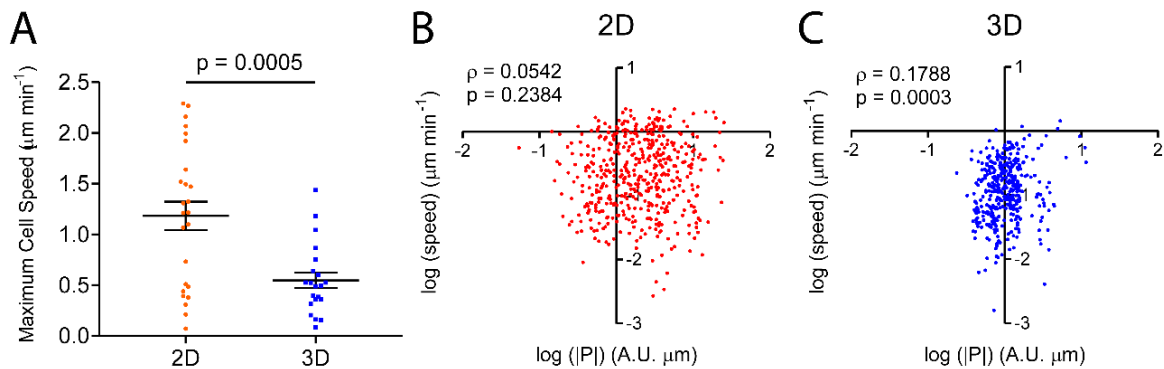 A
p = 0.0005
Maximum Cell Speed (μm min⁻¹)
2.5
2.0
1.5
1.0
0.5
0.0
2D
3D
B
2D
ρ = 0.0542
p = 0.2384
log (speed) (μm min⁻¹)
1
-2
-1
1
2
-1
-2
-3
log (|P|) (A.U. μm)
C
3D
ρ = 0.1788
p = 0.0003
log (speed) (μm min⁻¹)
1
-2
-1
1
2
-1
-2
-3
log (|P|) (A.U. μm)